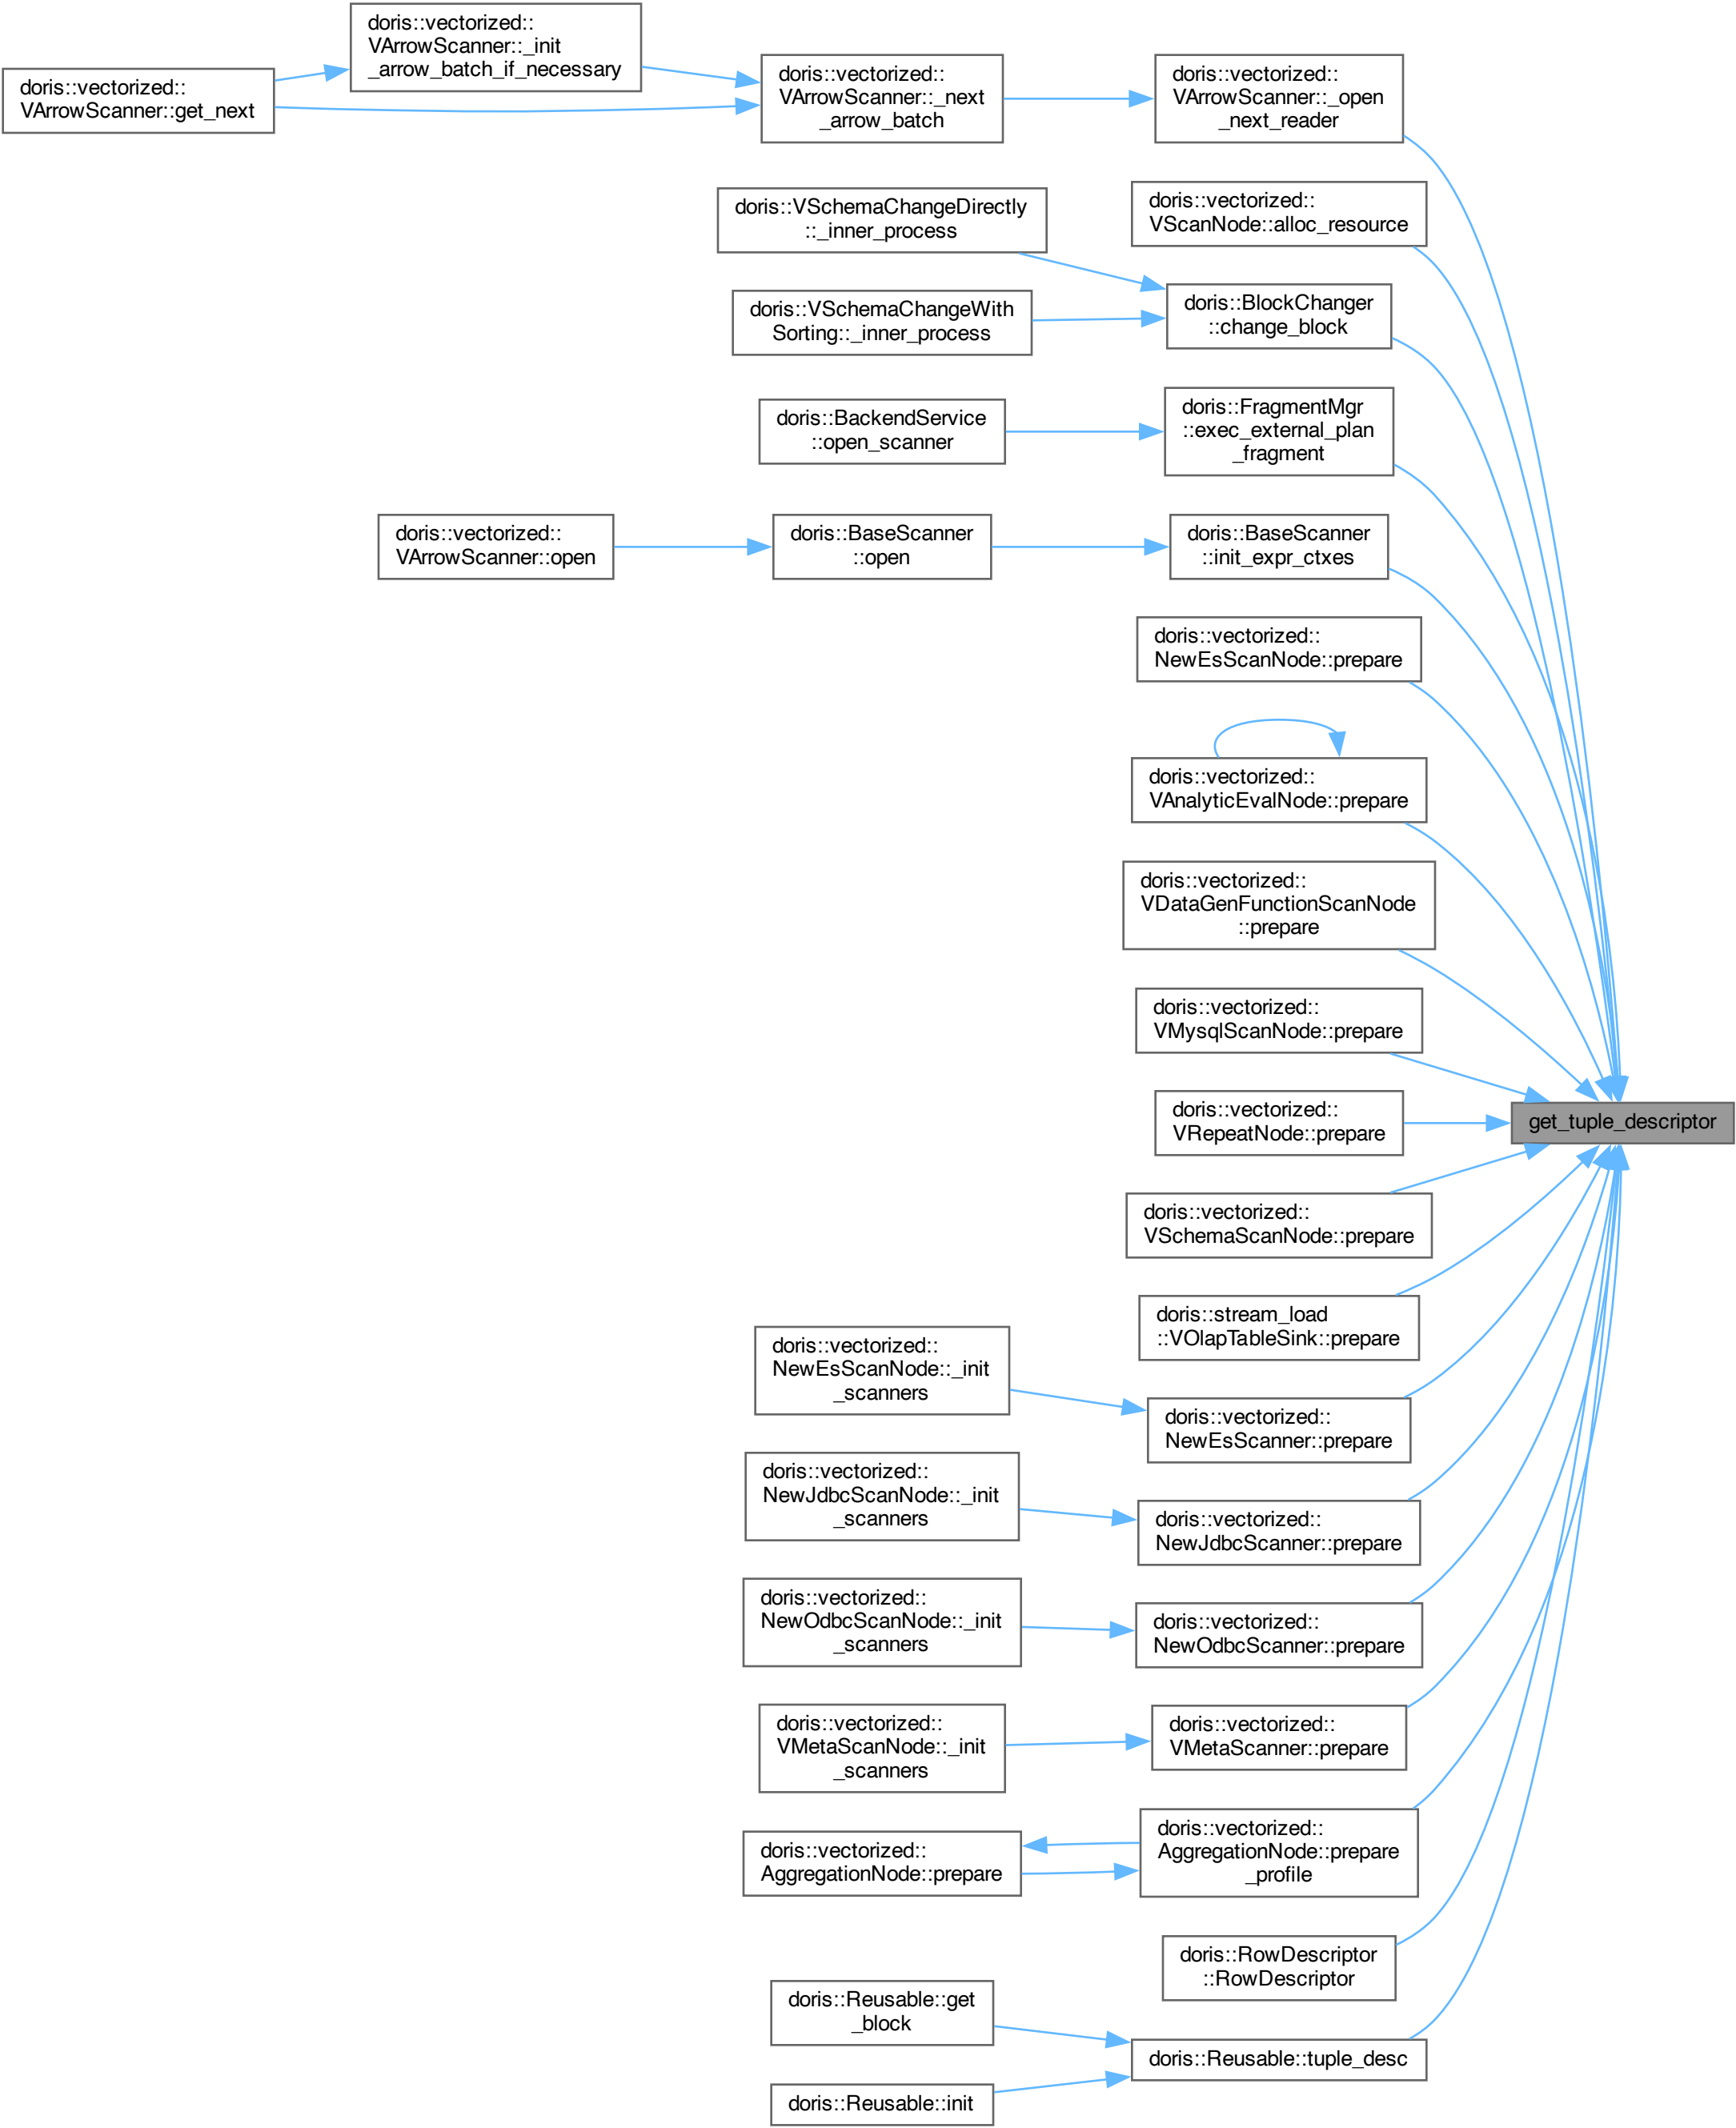 doris::vectorized::
VArrowScanner::get_next
doris::vectorized::
VArrowScanner::_init
_arrow_batch_if_necessary
doris::vectorized::
VArrowScanner::_next
_arrow_batch
doris::vectorized::
VArrowScanner::_open
_next_reader
doris::vectorized::
VScanNode::alloc_resource
doris::VSchemaChangeDirectly
::_inner_process
doris::VSchemaChangeWith
Sorting::_inner_process
doris::BlockChanger
::change_block
doris::BackendService
::open_scanner
doris::FragmentMgr
::exec_external_plan
_fragment
doris::vectorized::
VArrowScanner::open
doris::BaseScanner
::open
doris::BaseScanner
::init_expr_ctxes
doris::vectorized::
NewEsScanNode::prepare
doris::vectorized::
VAnalyticEvalNode::prepare
doris::vectorized::
VDataGenFunctionScanNode
::prepare
doris::vectorized::
VMysqlScanNode::prepare
doris::vectorized::
VRepeatNode::prepare
get_tuple_descriptor
doris::vectorized::
VSchemaScanNode::prepare
doris::stream_load
::VOlapTableSink::prepare
doris::vectorized::
NewEsScanNode::_init
_scanners
doris::vectorized::
NewEsScanner::prepare
doris::vectorized::
NewJdbcScanNode::_init
_scanners
doris::vectorized::
NewJdbcScanner::prepare
doris::vectorized::
NewOdbcScanNode::_init
_scanners
doris::vectorized::
NewOdbcScanner::prepare
doris::vectorized::
VMetaScanNode::_init
_scanners
doris::vectorized::
VMetaScanner::prepare
doris::vectorized::
AggregationNode::prepare
doris::vectorized::
AggregationNode::prepare
_profile
doris::RowDescriptor
::RowDescriptor
doris::Reusable::get
_block
doris::Reusable::tuple_desc
doris::Reusable::init